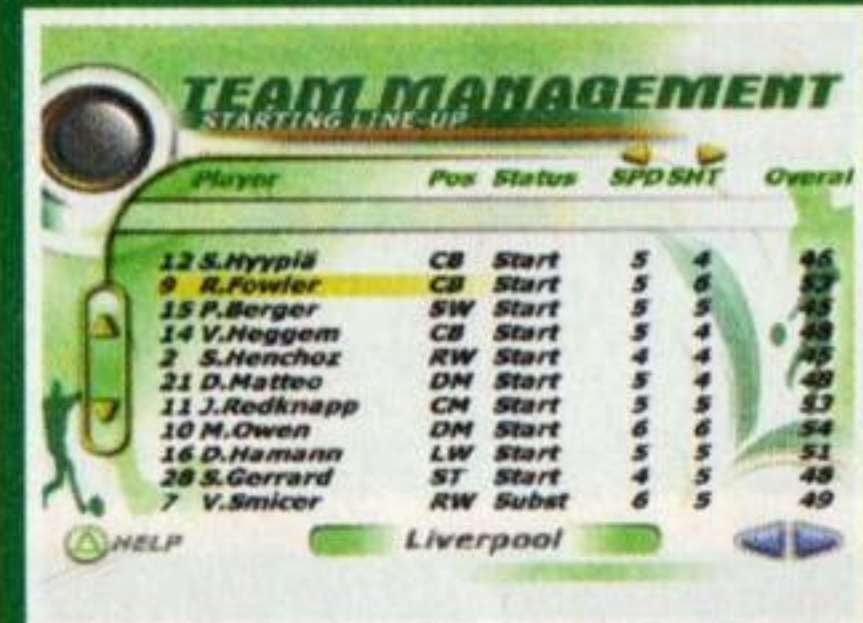 TEAM MANAGEMENT
STARTING LINE-UP
Player Pos Status SPD SHT Overal
12 S.Hyypiä CB Start 5 4 46
9 R.Fowler CB Start 5 6 53
15 P.Berger SW Start 5 5 45
14 V.Heggem CB Start 5 4 48
2 S.Henchoz RW Start 4 4 45
21 D.Matteo DM Start 5 4 48
11 J.Redknapp CM Start 5 5 53
10 M.Owen DM Start 6 6 54
16 D.Hamann LW Start 5 5 51
28 S.Gerrard ST Start 4 5 48
7 V.Smicer RW Subst 6 5 49
HELP Liverpool